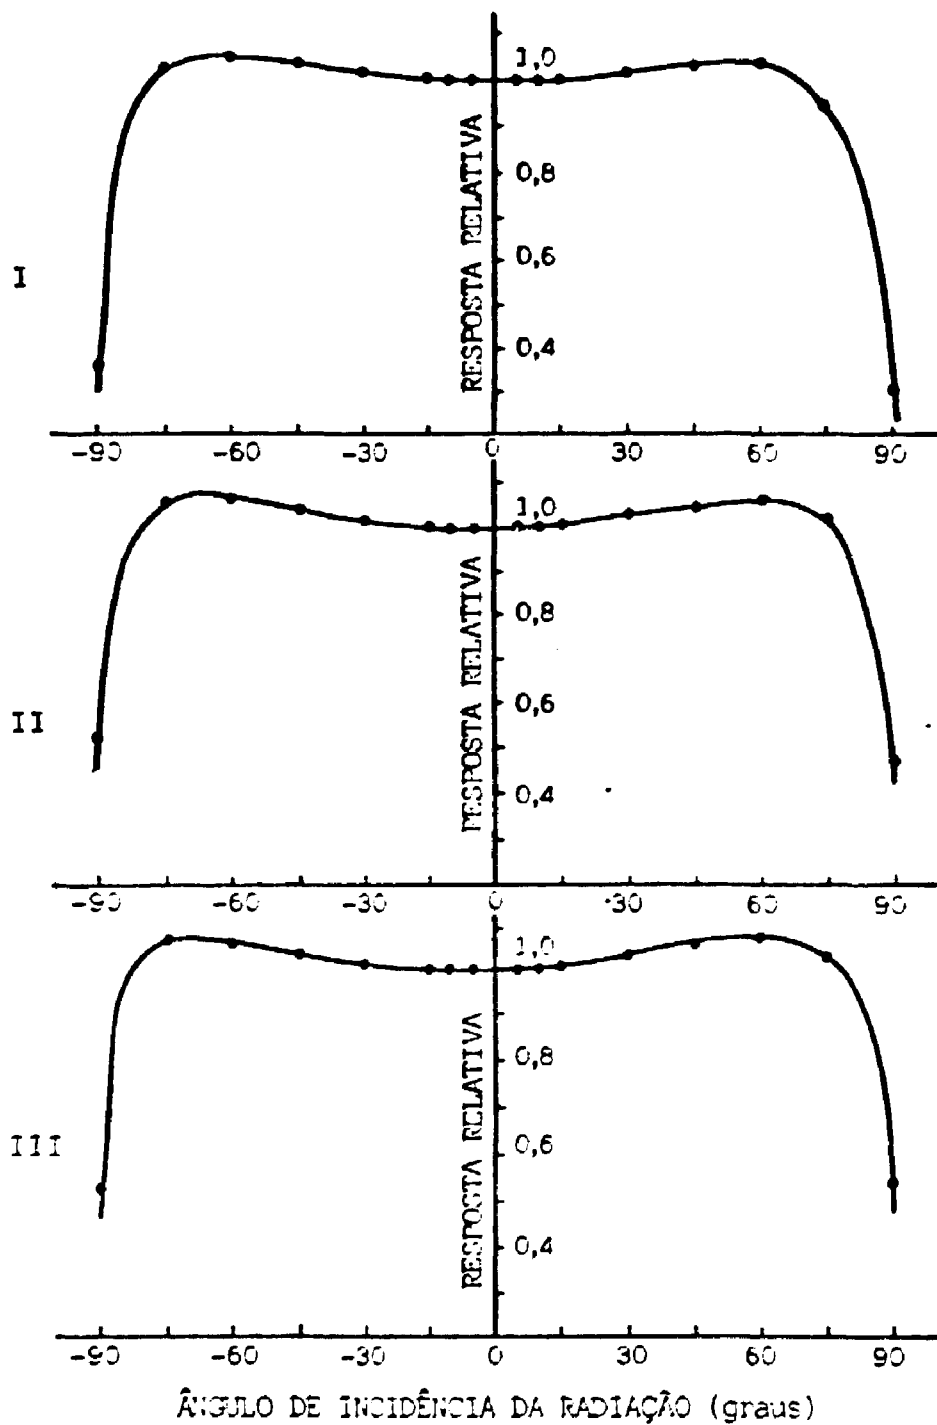 I
RESPOSTA RELATIVA
1,0
0,8
0,6
0,4
-90 -60 -30 0 30 60 90
II
RESPOSTA RELATIVA
1,0
0,8
0,6
0,4
-90 -60 -30 0 30 60 90
III
RESPOSTA RELATIVA
1,0
0,8
0,6
0,4
-90 -60 -30 0 30 60 90
ÂNGULO DE INCIDÊNCIA DA RADIAÇÃO (graus)